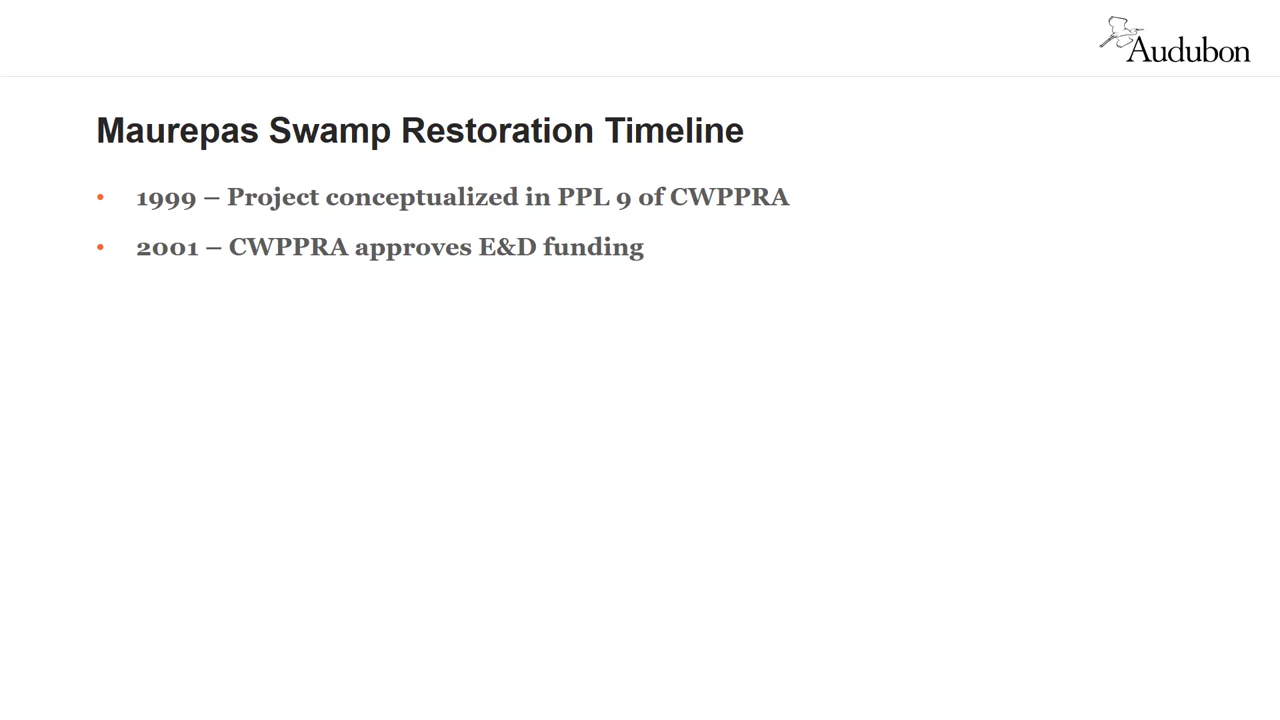 Audubon
Maurepas Swamp Restoration Timeline
• 1999 – Project conceptualized in PPL 9 of CWPPRA
• 2001 – CWPPRA approves E&D funding